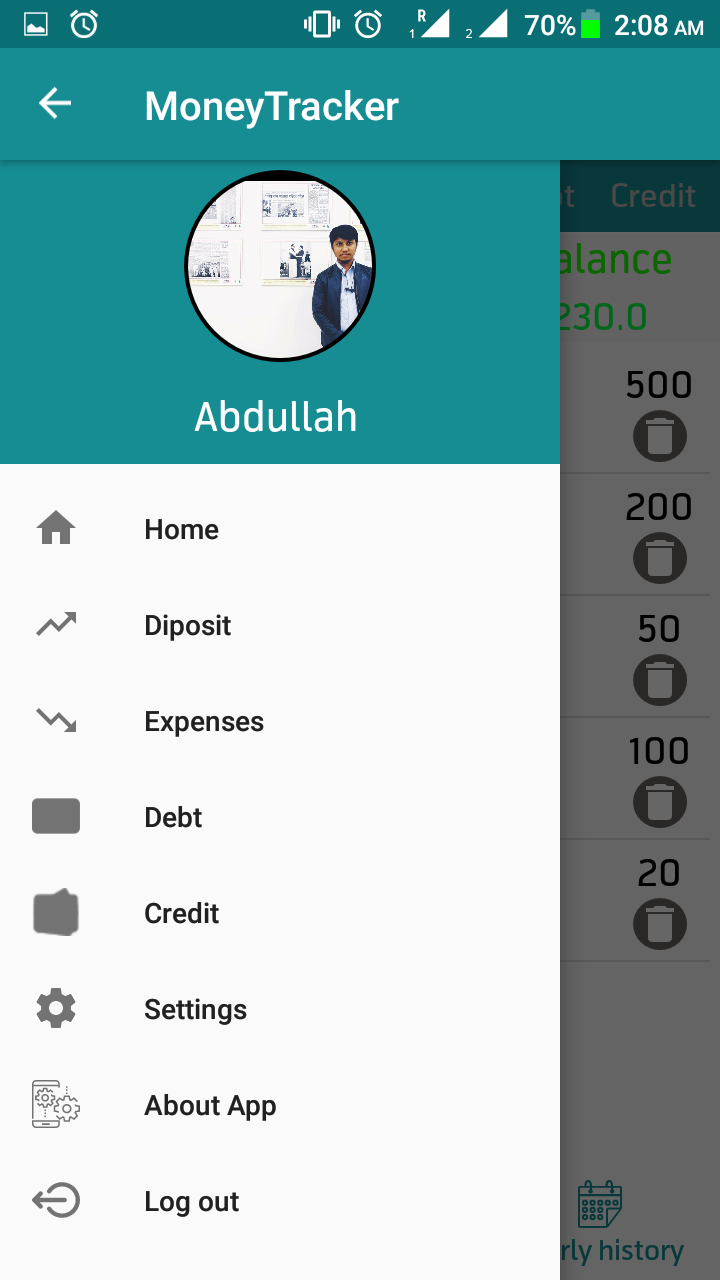 R
1 2 70% 2:08 AM
MoneyTracker
Credit
Abdullah
alance
230.0
500
Home
200
Diposit
50
Expenses
100
Debt
20
Credit
Settings
About App
Log out
rly history